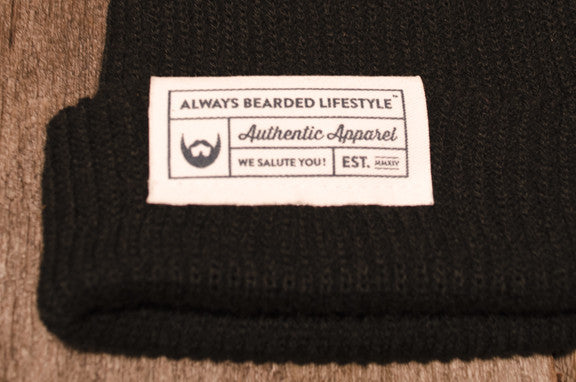 ALWAYS BEARDED LIFESTYLE™
Authentic Apparel
WE SALUTE YOU!
EST. MMXIV